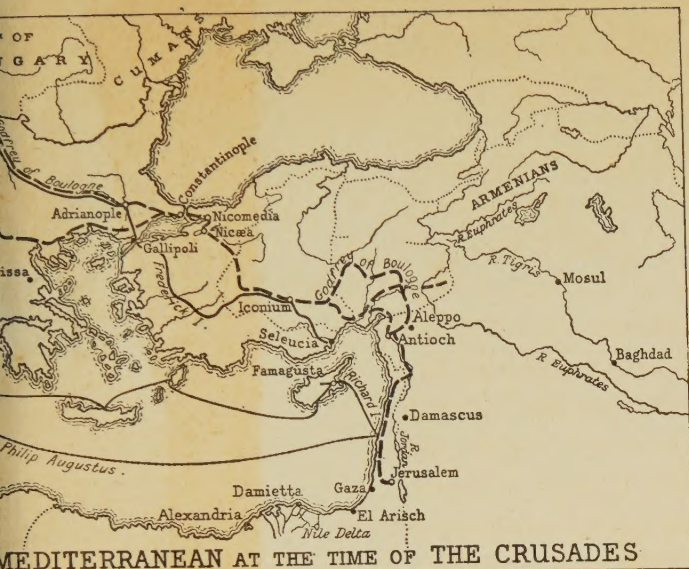 OF
NGARY
CUMANS
Godfrey of Boulogne
Constantinople
Adrianople
Nicomedia
Nicæa
Gallipoli
Frederick
issa
Iconium
Godfrey of Boulogne
Seleucia
Aleppo
Antioch
ARMENIANS
R. Euphrates
R. Tigris
Mosul
Baghdad
R. Euphrates
Famagusta
Richard I
Damascus
R. Jordan
Philip Augustus.
Jerusalem
Gaza
Damietta
Alexandria
El Arisch
Nile Delta
MEDITERRANEAN AT THE TIME OF THE CRUSADES